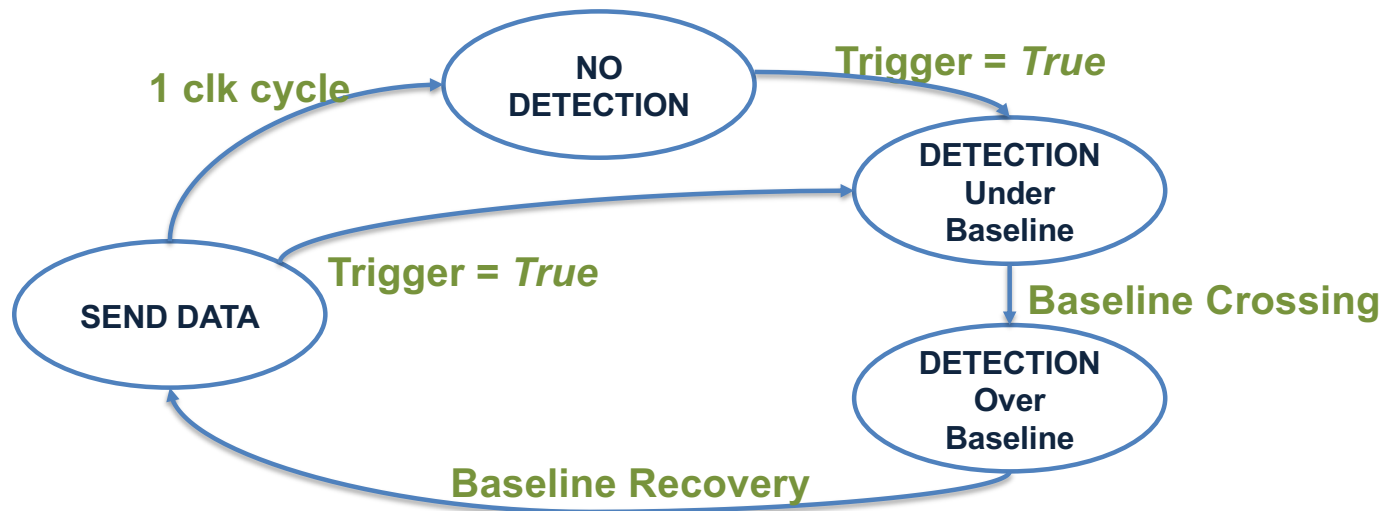 NO
DETECTION
Trigger = True
1 clk cycle
DETECTION
Under
Baseline
Trigger = True
SEND DATA
Baseline Crossing
DETECTION
Over
Baseline
Baseline Recovery